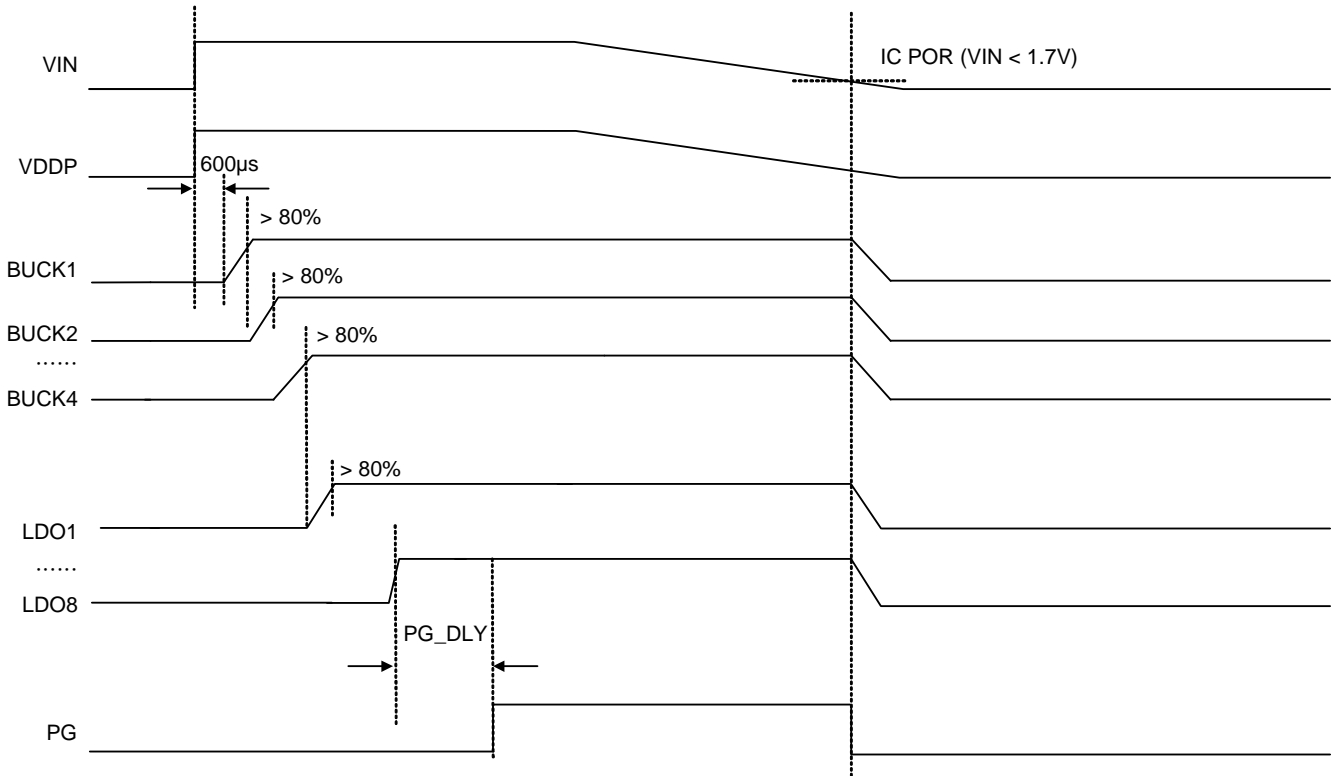 VIN
IC POR (VIN < 1.7V)
VDDP
600µs
> 80%
BUCK1
> 80%
BUCK2
> 80%
......
BUCK4
> 80%
LDO1
......
LDO8
PG_DLY
PG